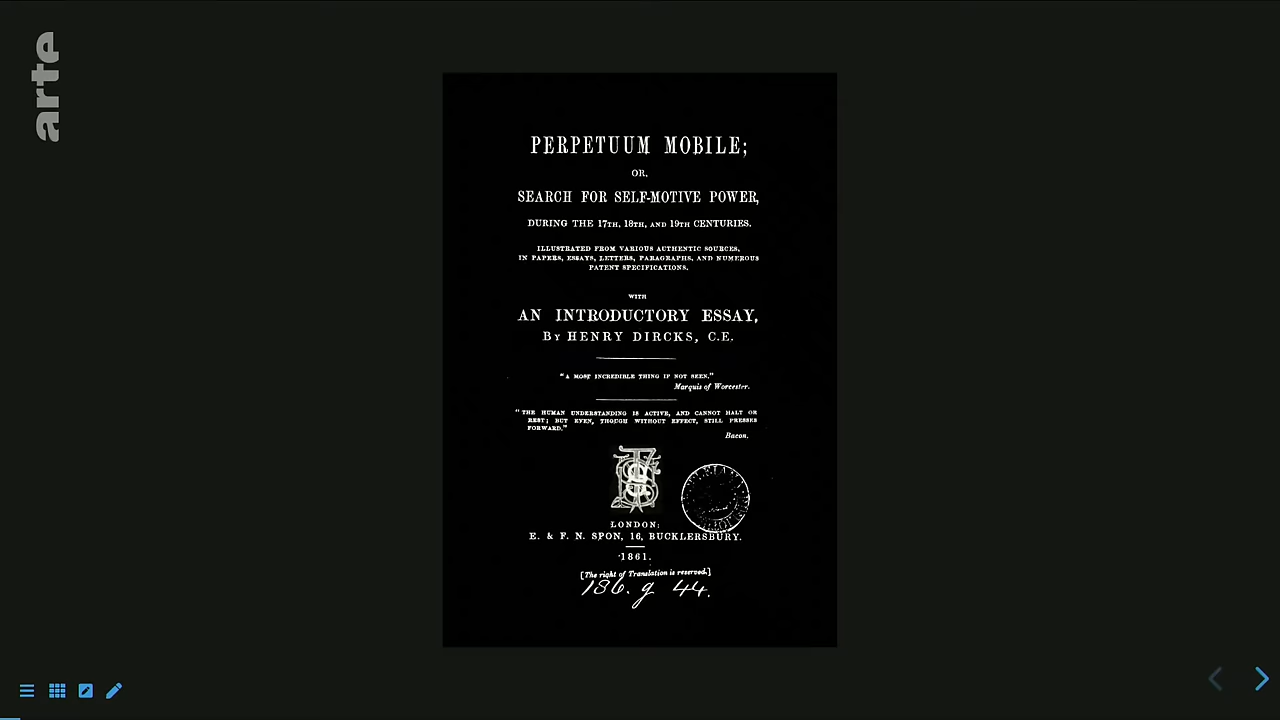 arte
PERPETUUM MOBILE;
OR,
SEARCH FOR SELF-MOTIVE POWER,
DURING THE 17TH, 18TH, AND 19TH CENTURIES.
ILLUSTRATED FROM VARIOUS AUTHENTIC SOURCES,
IN PAPERS, ESSAYS, LETTERS, PARAGRAPHS, AND NUMEROUS
PATENT SPECIFICATIONS.
WITH
AN INTRODUCTORY ESSAY,
BY HENRY DIRCKS, C.E.
"A MOST INCREDIBLE THING IF NOT SEEN."
Marquis of Worcester.
"THE HUMAN UNDERSTANDING IS ACTIVE, AND CANNOT HALT OR
REST; BUT EVEN, THOUGH WITHOUT EFFECT, STILL PRESSES
FORWARD."
Bacon.
LONDON:
E. & F. N. SPON, 16, BUCKLERSBURY.
1861.
[The right of Translation is reserved.]
186. g 44.